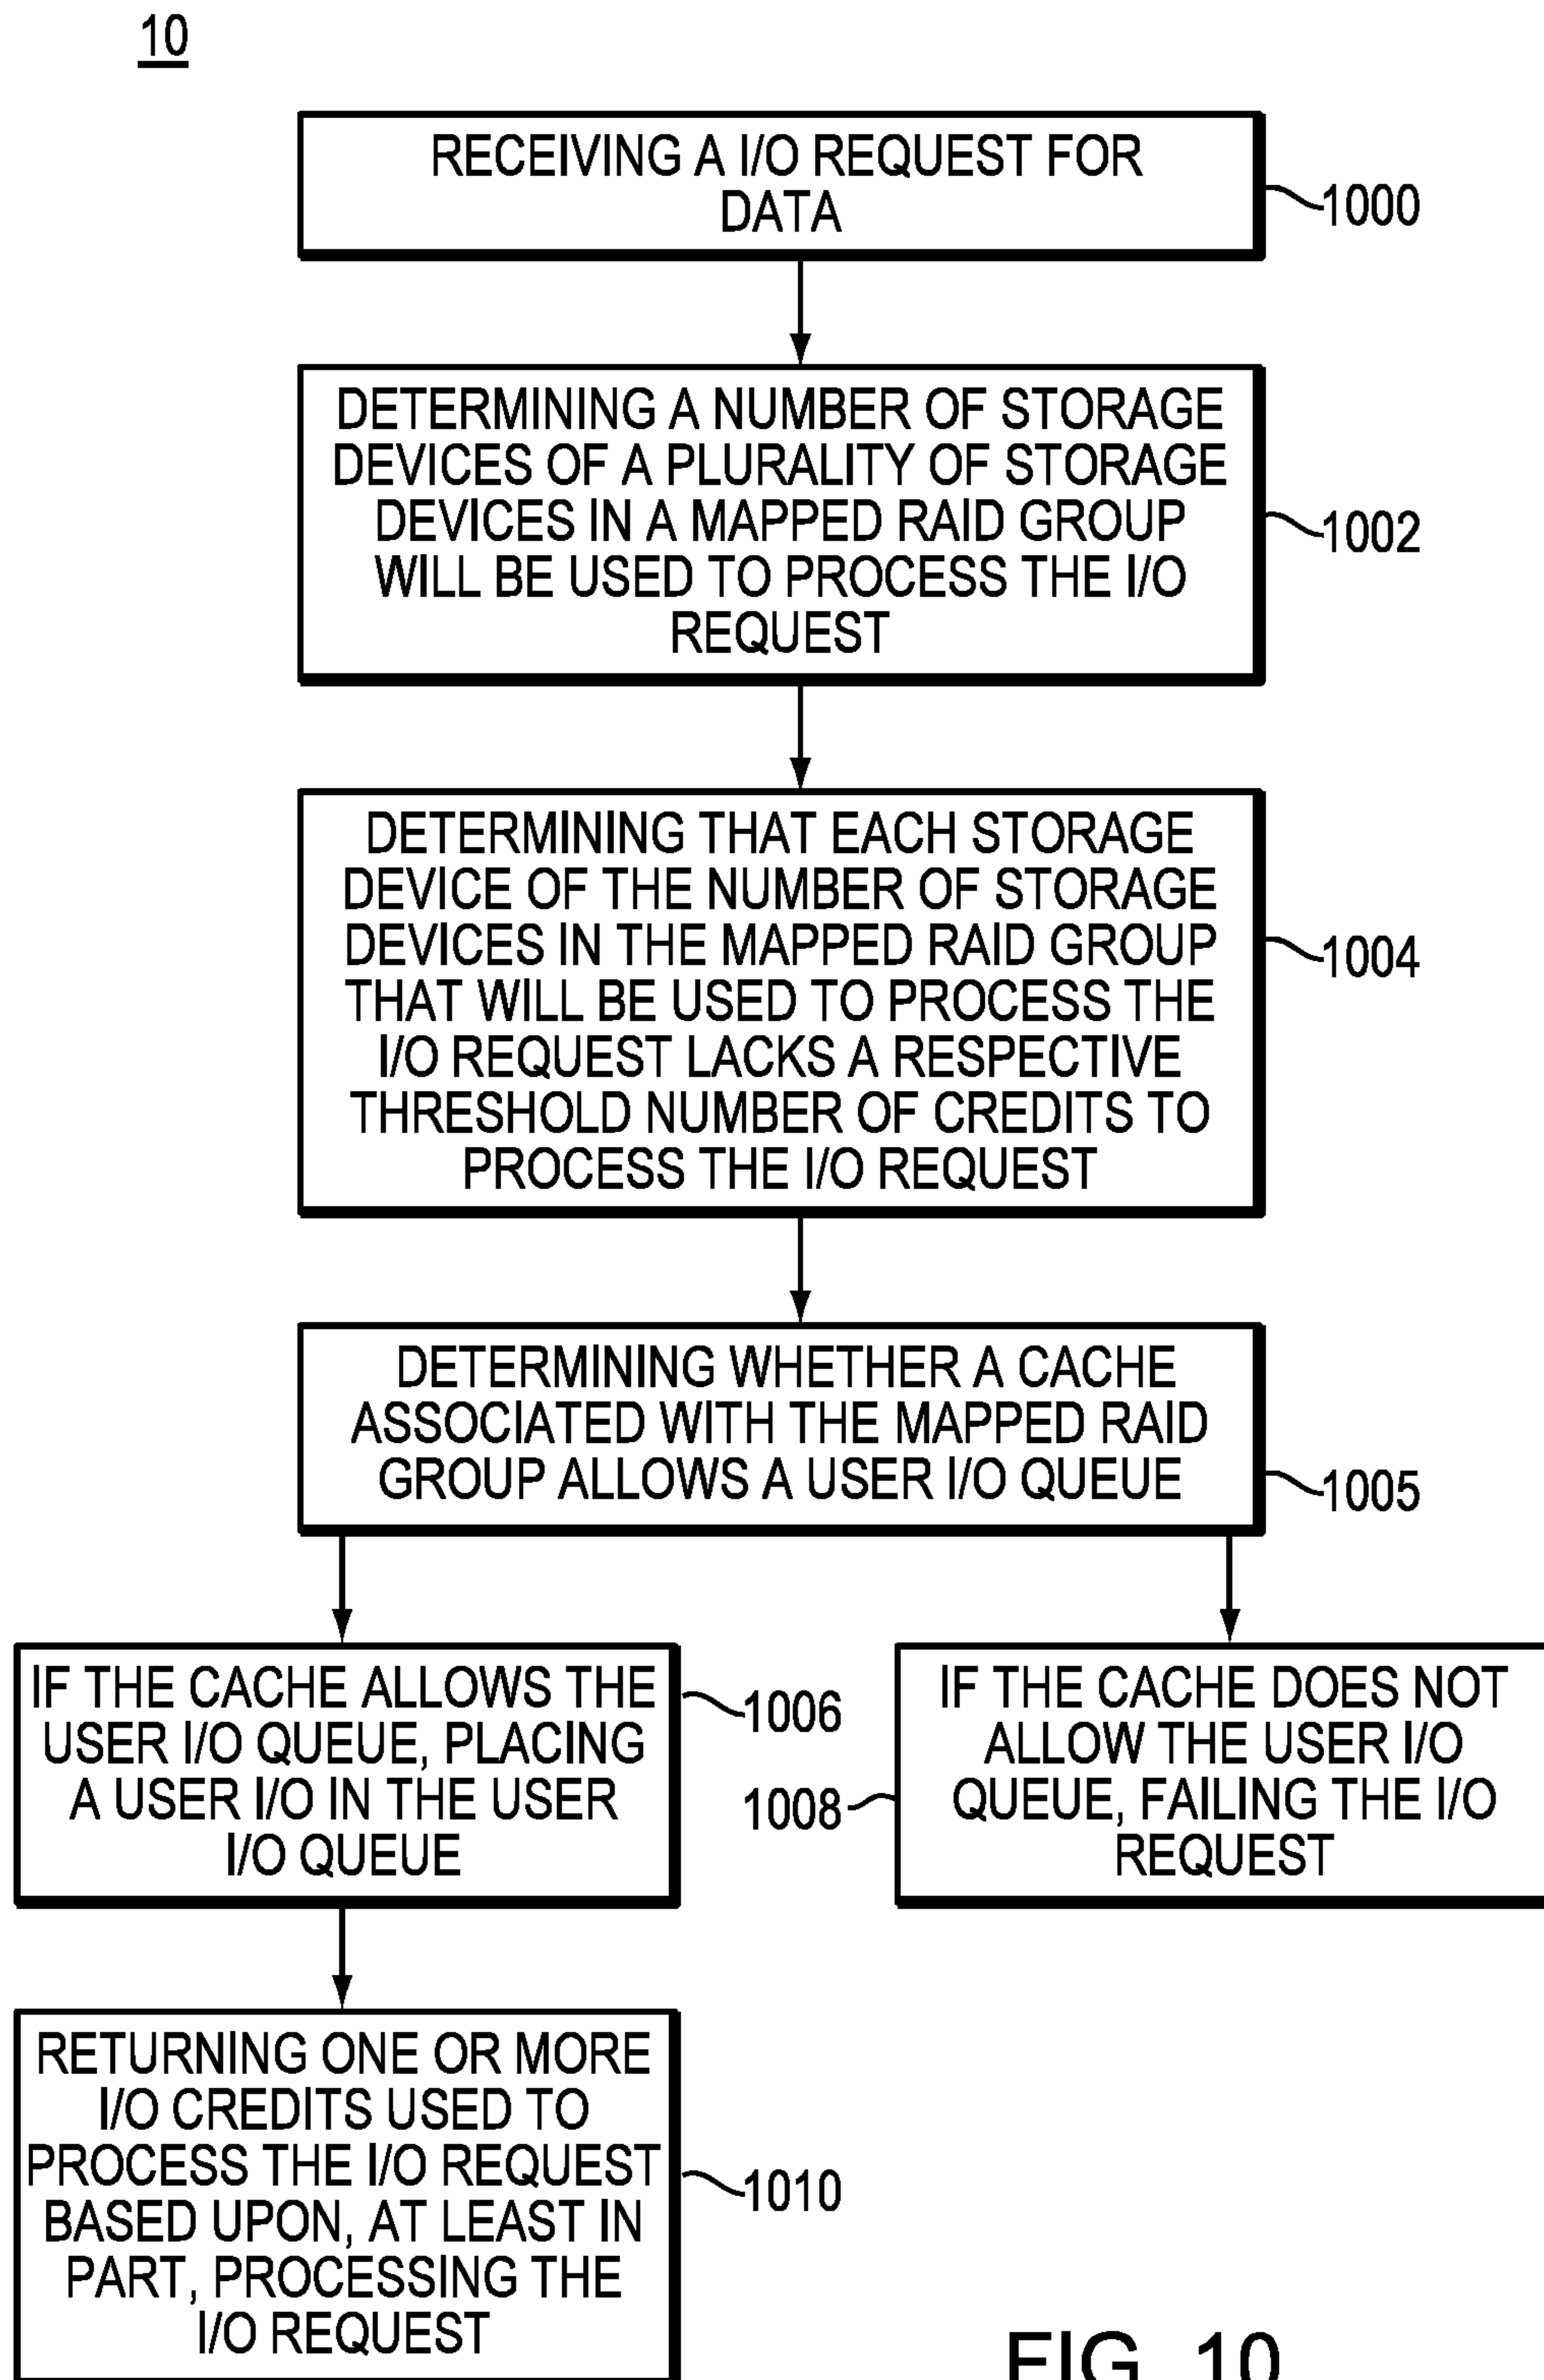 10
RECEIVING A I/O REQUEST FOR
DATA
1000
DETERMINING A NUMBER OF STORAGE
DEVICES OF A PLURALITY OF STORAGE
DEVICES IN A MAPPED RAID GROUP
WILL BE USED TO PROCESS THE I/O
REQUEST
1002
DETERMINING THAT EACH STORAGE
DEVICE OF THE NUMBER OF STORAGE
DEVICES IN THE MAPPED RAID GROUP
THAT WILL BE USED TO PROCESS THE
I/O REQUEST LACKS A RESPECTIVE
THRESHOLD NUMBER OF CREDITS TO
PROCESS THE I/O REQUEST
1004
DETERMINING WHETHER A CACHE
ASSOCIATED WITH THE MAPPED RAID
GROUP ALLOWS A USER I/O QUEUE
1005
IF THE CACHE ALLOWS THE
USER I/O QUEUE, PLACING
A USER I/O IN THE USER
I/O QUEUE
1006
IF THE CACHE DOES NOT
ALLOW THE USER I/O
QUEUE, FAILING THE I/O
REQUEST
1008
RETURNING ONE OR MORE
I/O CREDITS USED TO
PROCESS THE I/O REQUEST
BASED UPON, AT LEAST IN
PART, PROCESSING THE
I/O REQUEST
1010
FIG. 10